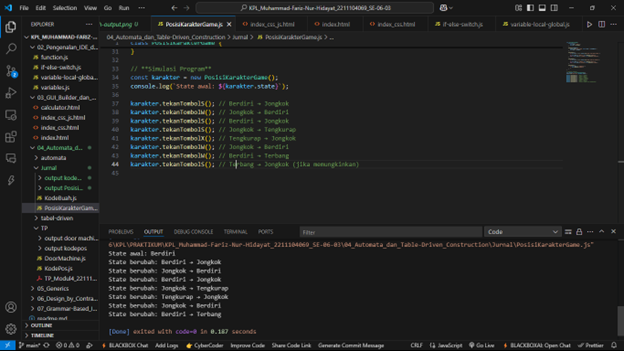 File Edit Selection View Go Run ...
KPL_Muhammad-Fariz-Nur-Hidayat_2211104069_SE-06-03
EXPLORER
KPL_MUHAMMAD-FARIZ-...
02_Pengenalan_IDE_d...
function.js
if-else-switch.js
variable-local-globa...
variables.js
03_GUI_Builder_dan_...
calculator.html
index_css_js.html
index_css.html
index.html
04_Automata_dan_T...
automata
Jurnal
output kode...
output Posisi...
KodeBuah.js
PosisiKarakterGam...
tabel-driven
TP
output door machi...
output kodepos
DoorMachine.js
KodePos.js
TP_Modul4_22111...
05_Generics
06_Design_by_Contra...
07_Grammar-Based_I...
readme.md
OUTLINE
TIMELINE
output.png
PosisiKarakterGame.js
index_css_js.html
index_css.html
if-else-switch.js
variable-local-global.js
04_Automata_dan_Table-Driven_Construction > Jurnal > PosisiKarakterGame.js > ...
class PosisiKarakterGame {
31 }
32
33 // **Simulasi Program**
34 const karakter = new PosisiKarakterGame();
35 console.log(`State awal: ${karakter.state}`);
36
37 karakter.tekanTombolS(); // Berdiri → Jongkok
38 karakter.tekanTombolW(); // Jongkok → Berdiri
39 karakter.tekanTombolS(); // Berdiri → Jongkok
40 karakter.tekanTombolS(); // Jongkok → Tengkurap
41 karakter.tekanTombolX(); // Tengkurap → Jongkok
42 karakter.tekanTombolW(); // Jongkok → Berdiri
43 karakter.tekanTombolW(); // Berdiri → Terbang
44 karakter.tekanTombolS(); // Terbang → Jongkok (jika memungkinkan)
45
PROBLEMS OUTPUT DEBUG CONSOLE TERMINAL PORTS Filter Code
6\KPL\PRAKTIKUM\KPL_Muhammad-Fariz-Nur-Hidayat_2211104069_SE-06-03\04_Automata_dan_Table-Driven_Construction\Jurnal\PosisiKarakterGame.js"
State awal: Berdiri
State berubah: Berdiri → Jongkok
State berubah: Jongkok → Berdiri
State berubah: Berdiri → Jongkok
State berubah: Jongkok → Tengkurap
State berubah: Tengkurap → Jongkok
State berubah: Jongkok → Berdiri
State berubah: Berdiri → Terbang
[Done] exited with code=0 in 0.187 seconds
main 0 0 BLACKBOX Chat Add Logs CyberCoder Improve Code Share Code Link Generate Commit Message CRLF JavaScript Go Live BLACKBOXAI: Open Chat Prettier